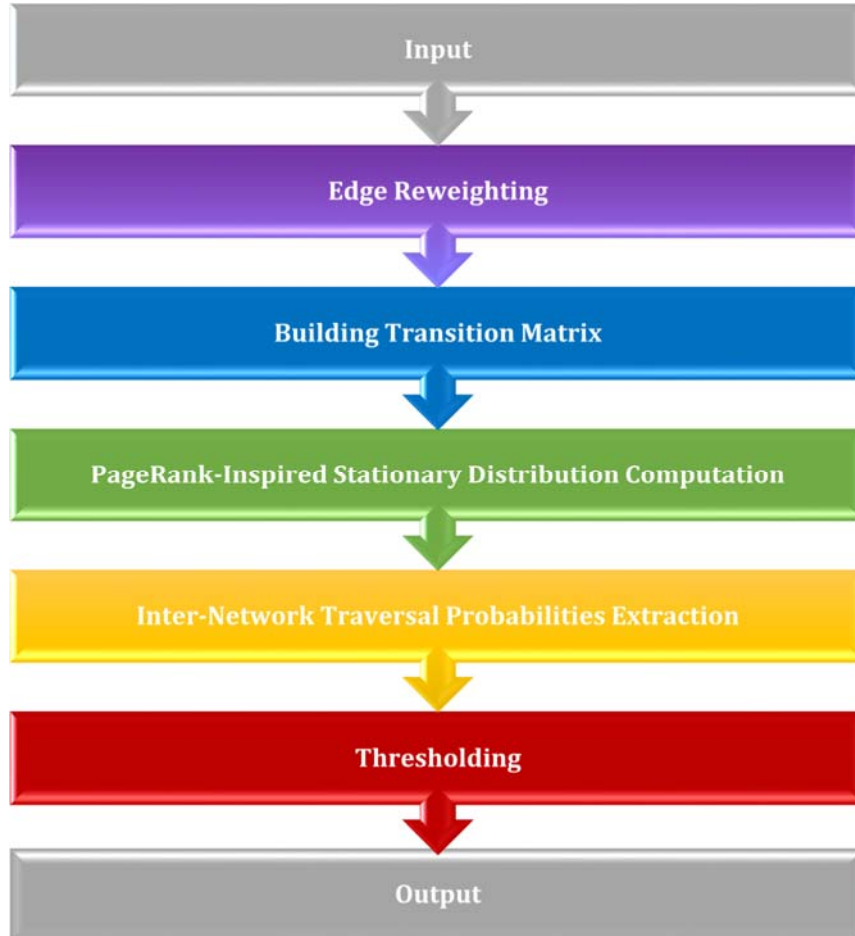 Input
Edge Reweighting
Building Transition Matrix
PageRank-Inspired Stationary Distribution Computation
Inter-Network Traversal Probabilities Extraction
Thresholding
Output